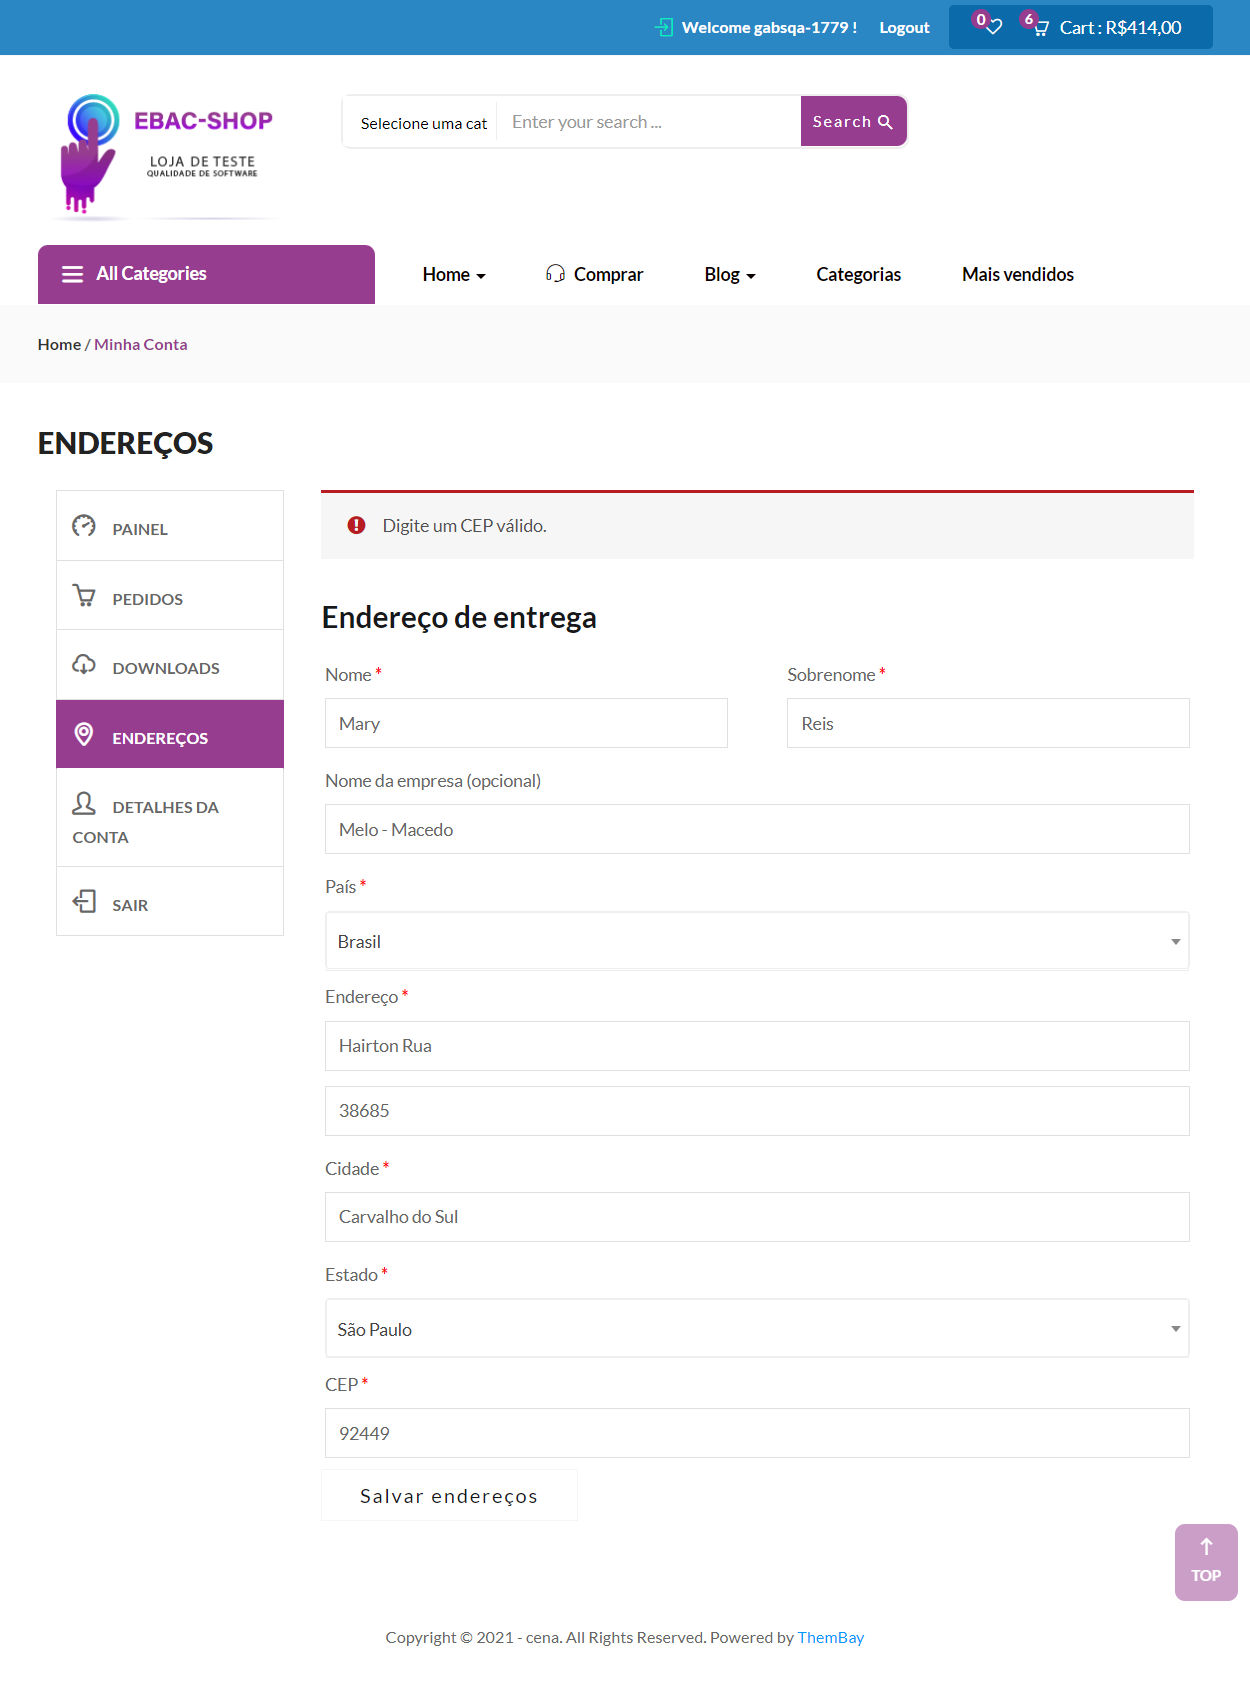 Welcome gabsqa-1779 ! Logout 0 6 Cart : R$414,00
EBAC-SHOP
LOJA DE TESTE
QUALIDADE DE SOFTWARE
Selecione uma cat Enter your search ... Search
All Categories Home Comprar Blog Categorias Mais vendidos
Home / Minha Conta
ENDEREÇOS
PAINEL
PEDIDOS
DOWNLOADS
ENDEREÇOS
DETALHES DA
CONTA
SAIR
Digite um CEP válido.
Endereço de entrega
Nome * Sobrenome *
Mary Reis
Nome da empresa (opcional)
Melo - Macedo
País *
Brasil
Endereço *
Hairton Rua
38685
Cidade *
Carvalho do Sul
Estado *
São Paulo
CEP *
92449
Salvar endereços
TOP
Copyright © 2021 - cena. All Rights Reserved. Powered by ThemBay